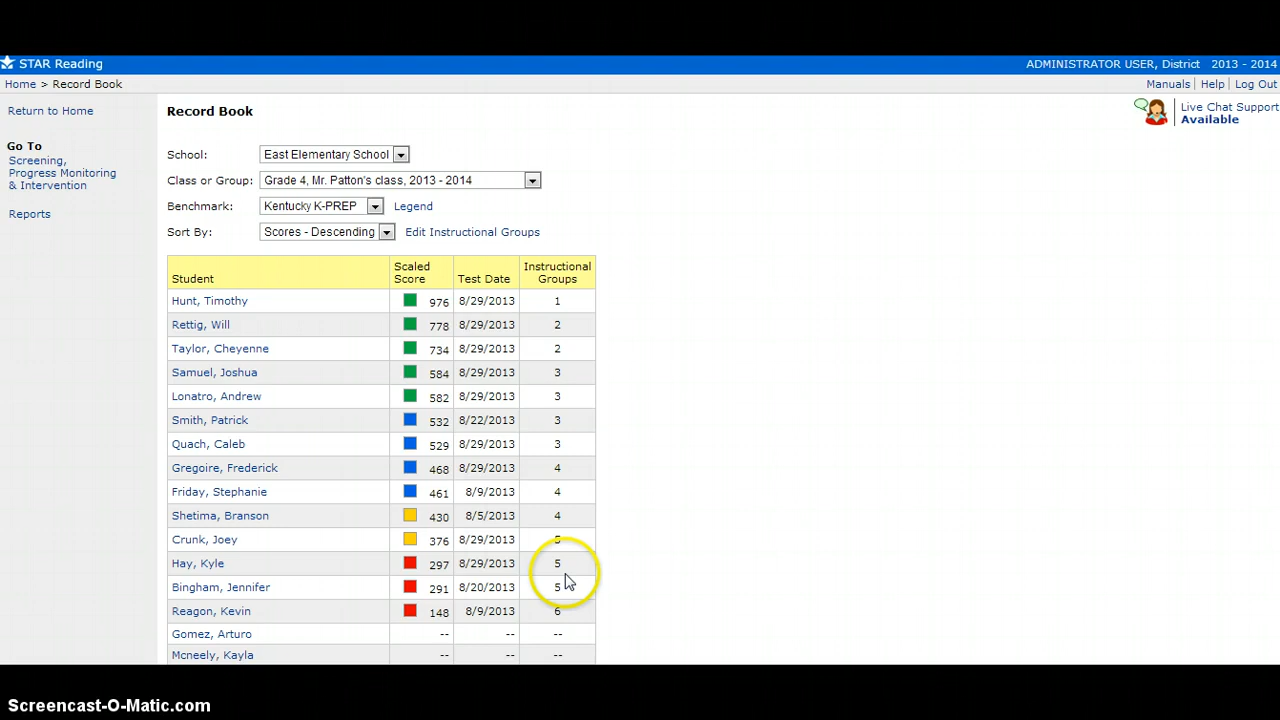 STAR Reading
ADMINISTRATOR USER, District 2013 - 2014
Home > Record Book
Manuals | Help | Log Out
Return to Home
Record Book
Live Chat Support
Available
Go To
Screening,
Progress Monitoring
& Intervention
Reports
School: East Elementary School
Class or Group: Grade 4, Mr. Patton's class, 2013 - 2014
Benchmark: Kentucky K-PREP Legend
Sort By: Scores - Descending Edit Instructional Groups
Student Scaled Score Test Date Instructional Groups
Hunt, Timothy 976 8/29/2013 1
Rettig, Will 778 8/29/2013 2
Taylor, Cheyenne 734 8/29/2013 2
Samuel, Joshua 584 8/29/2013 3
Lonatro, Andrew 582 8/29/2013 3
Smith, Patrick 532 8/22/2013 3
Quach, Caleb 529 8/29/2013 3
Gregoire, Frederick 468 8/29/2013 4
Friday, Stephanie 461 8/9/2013 4
Shetima, Branson 430 8/5/2013 4
Crunk, Joey 376 8/29/2013 5
Hay, Kyle 297 8/29/2013 5
Bingham, Jennifer 291 8/20/2013 5
Reagon, Kevin 148 8/9/2013 6
Gomez, Arturo -- -- --
Mcneely, Kayla -- -- --
Screencast-O-Matic.com